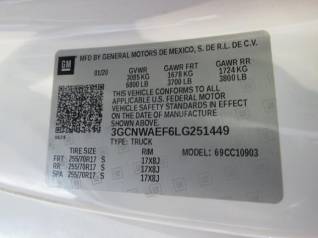 GM
MFD BY GENERAL MOTORS DE MEXICO, S. DE R.L. DE C.V.
01/20 GVWR GAWR FRT GAWR RR
3085 KG 1678 KG 1724 KG
6800 LB 3700 LB 3800 LB
THIS VEHICLE CONFORMS TO ALL
APPLICABLE U.S. FEDERAL MOTOR
VEHICLE SAFETY STANDARDS IN EFFECT
ON THE DATE OF MANUFACTURE SHOWN ABOVE.
3GCNWAEF6LG251449
TYPE: TRUCK
TIRE SIZE RIM MODEL: 69CC10903
FRT 255/70R17 S 17X8J
RR 255/70R17 S 17X8J
SPA 255/70R17 S 17X8J